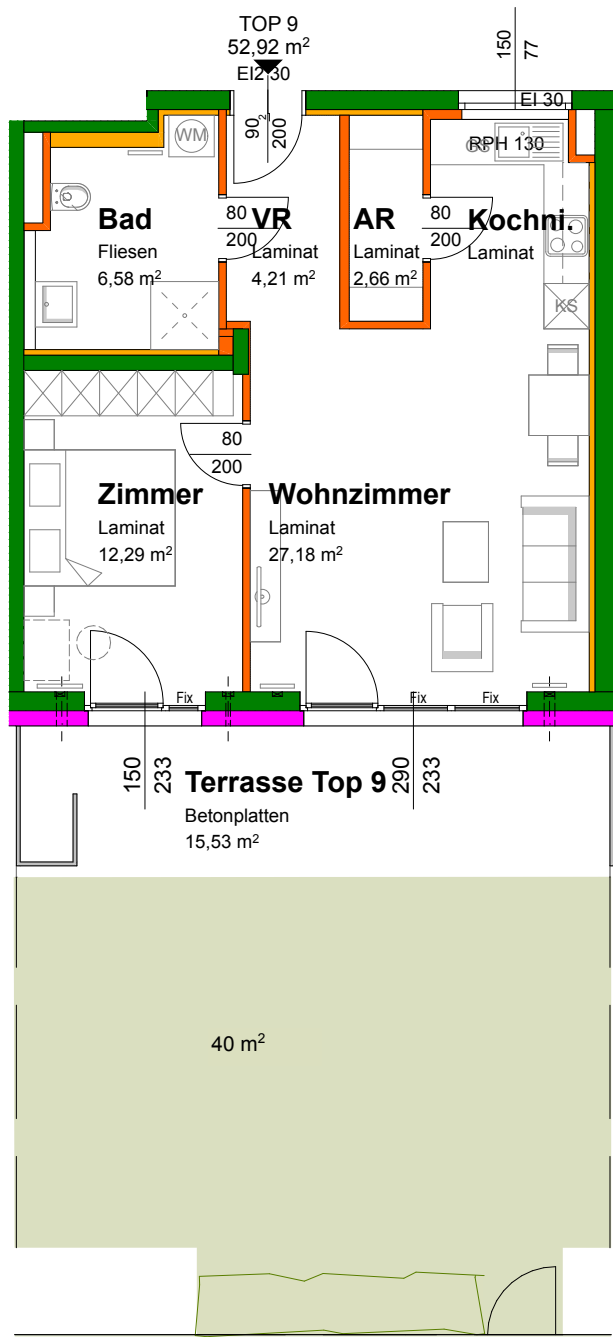 TOP 9
52,92 m²
EI2 30
150
77
90
2
200
EI 30
RPH 130
GS
WM
Bad
Fliesen
6,58 m²
80
200
VR
Laminat
4,21 m²
AR
Laminat
2,66 m²
80
200
Kochni.
Laminat
KS
80
200
Zimmer
Laminat
12,29 m²
Wohnzimmer
Laminat
27,18 m²
Fix
Fix
Fix
150
233
Terrasse Top 9
Betonplatten
15,53 m²
290
233
40 m²